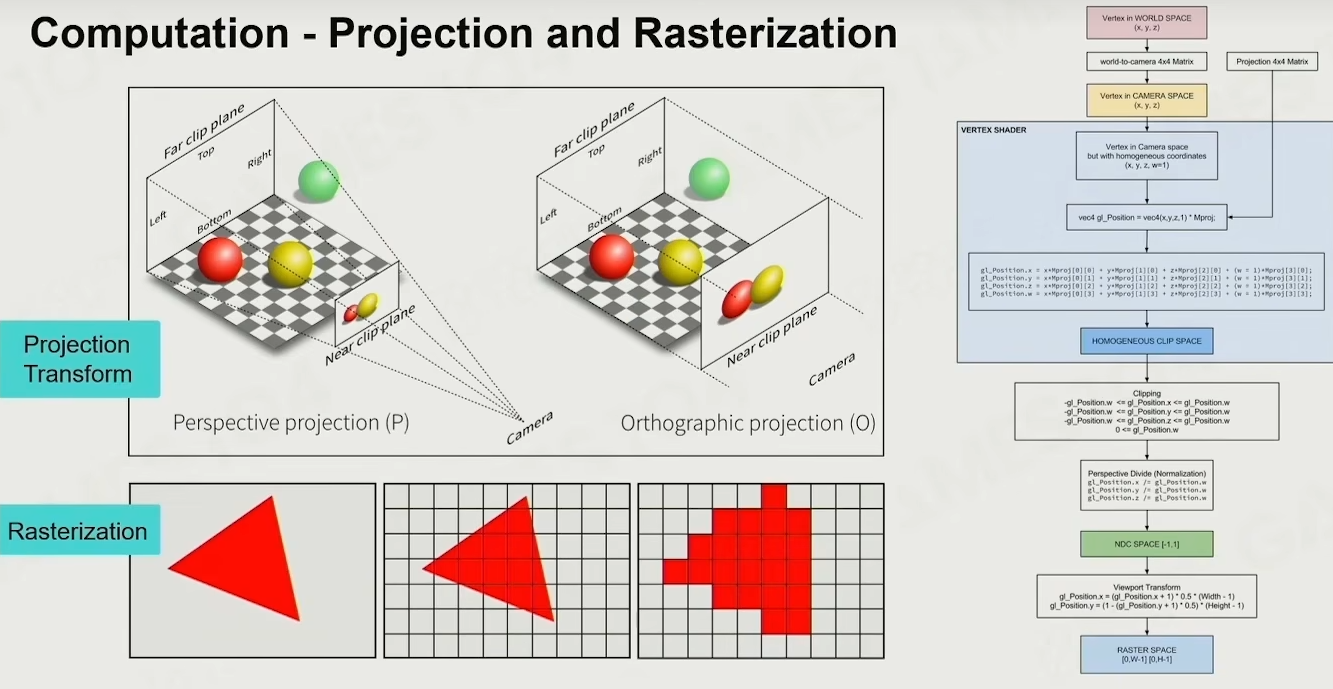 Computation - Projection and Rasterization
Far clip plane
Top
Right
Left
Bottom
Near clip plane
Camera
Perspective projection (P)
Far clip plane
Top
Right
Left
Bottom
Near clip plane
Camera
Orthographic projection (O)
Projection
Transform
Rasterization
Vertex in WORLD SPACE
(x, y, z)
world-to-camera 4x4 Matrix
Projection 4x4 Matrix
Vertex in CAMERA SPACE
(x, y, z)
VERTEX SHADER
Vertex in Camera space
but with homogeneous coordinates
(x, y, z, w=1)
vec4 gl_Position = vec4(x,y,z,1) * Mproj;
gl_Position.x = x*Mproj[0][0] + y*Mproj[1][0] + z*Mproj[2][0] + (w = 1)*Mproj[3][0];
gl_Position.y = x*Mproj[0][1] + y*Mproj[1][1] + z*Mproj[2][1] + (w = 1)*Mproj[3][1];
gl_Position.z = x*Mproj[0][2] + y*Mproj[1][2] + z*Mproj[2][2] + (w = 1)*Mproj[3][2];
gl_Position.w = x*Mproj[0][3] + y*Mproj[1][3] + z*Mproj[2][3] + (w = 1)*Mproj[3][3];
HOMOGENEOUS CLIP SPACE
Clipping
-gl_Position.w <= gl_Position.x <= gl_Position.w
-gl_Position.w <= gl_Position.y <= gl_Position.w
-gl_Position.w <= gl_Position.z <= gl_Position.w
0 <= gl_Position.w
Perspective Divide (Normalization)
gl_Position.x /= gl_Position.w
gl_Position.y /= gl_Position.w
gl_Position.z /= gl_Position.w
NDC SPACE [-1,1]
Viewport Transform
gl_Position.x = (gl_Position.x + 1) * 0.5 * (Width - 1)
gl_Position.y = (1 - (gl_Position.y + 1) * 0.5) * (Height - 1)
RASTER SPACE
[0,W-1] [0,H-1]